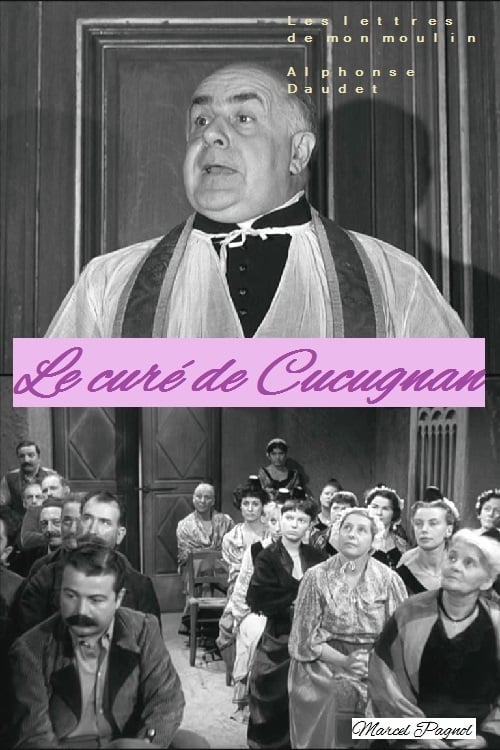 Les lettres
de mon moulin
Alphonse
Daudet
Le curé de Cucugnan
Marcel Pagnol